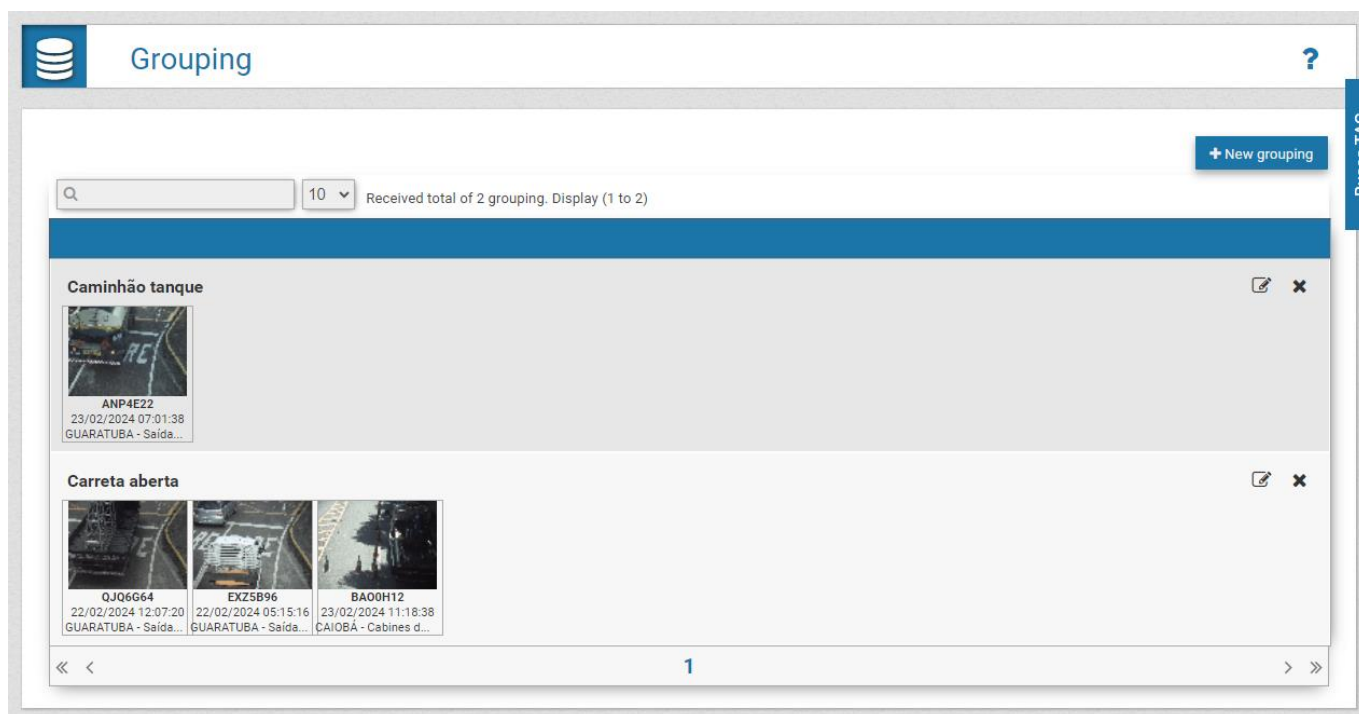 Grouping
?
+ New grouping
10
Received total of 2 grouping. Display (1 to 2)
Caminhão tanque
ANP4E22
23/02/2024 07:01:38
GUARATUBA - Saída...
Carreta aberta
QJQ6G64
22/02/2024 12:07:20
GUARATUBA - Saída...
EXZ5B96
22/02/2024 05:15:16
GUARATUBA - Saída...
BAO0H12
23/02/2024 11:18:38
CAIOBÁ - Cabines d...
1